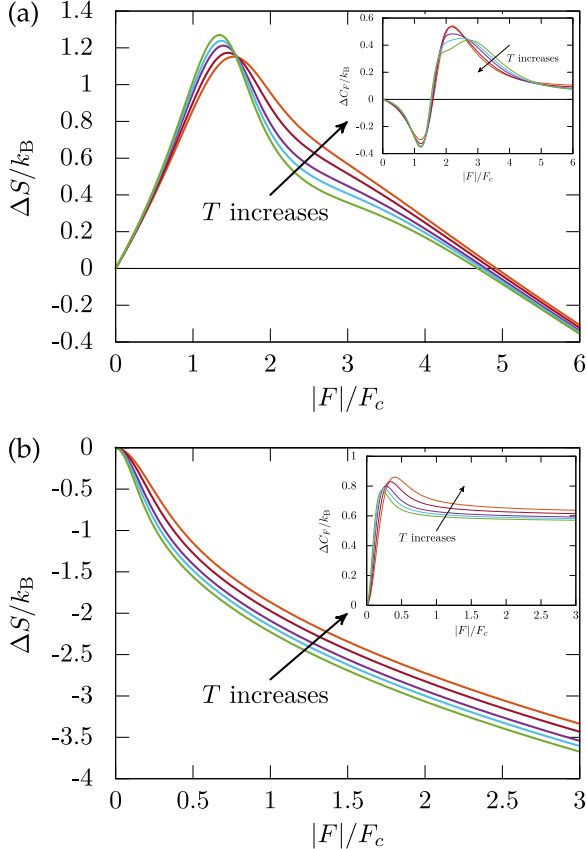 (a)
1.4
1.2
1
0.8
0.6
0.4
0.2
0
-0.2
-0.4
ΔS/k_B
T increases
0 1 2 3 4 5 6
|F|/F_c
0.6
0.4
0.2
0
-0.2
-0.4
ΔC_F/k_B
T increases
0 1 2 3 4 5 6
|F|/F_c
(b)
0
-0.5
-1
-1.5
-2
-2.5
-3
-3.5
-4
ΔS/k_B
T increases
0 0.5 1 1.5 2 2.5 3
|F|/F_c
1
0.8
0.6
0.4
0.2
0
ΔC_F/k_B
T increases
0 0.5 1 1.5 2 2.5 3
|F|/F_c